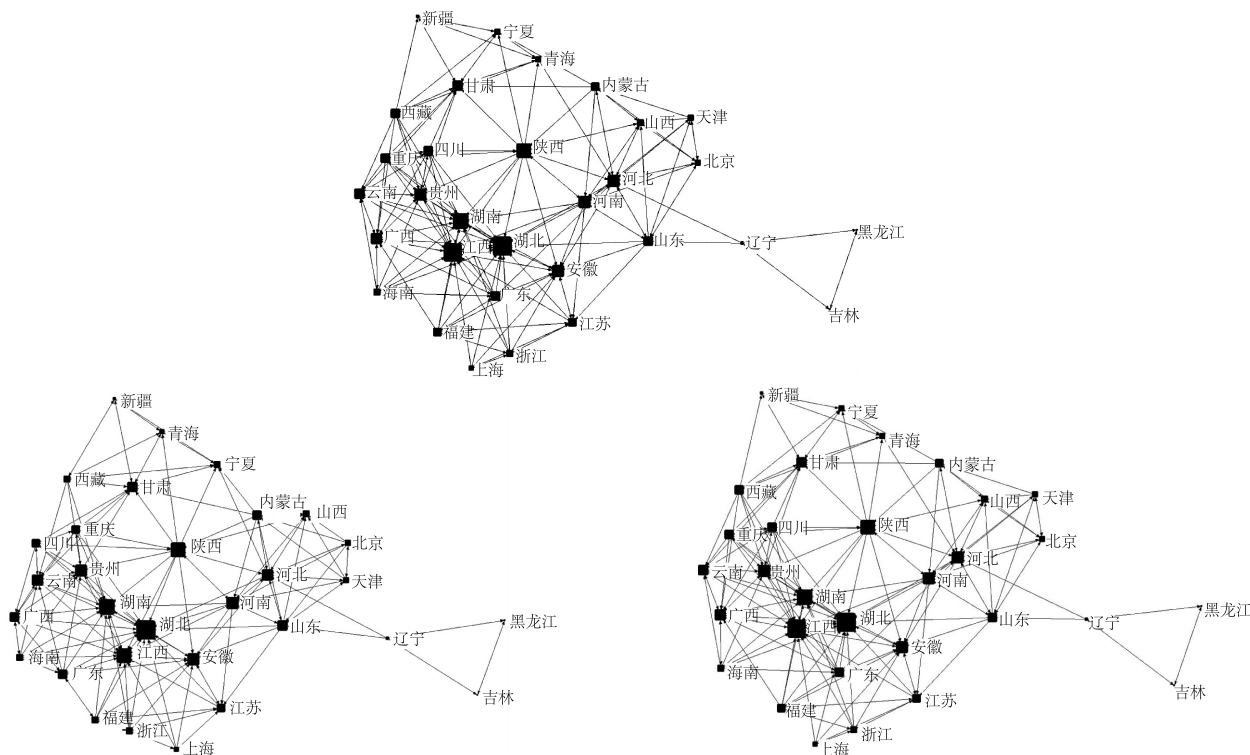 新疆
宁夏
青海
甘肃
内蒙古
西藏
天津
山西
陕西
四川
重庆
北京
河北
云南
贵州
河南
湖南
黑龙江
广西
江西
湖北
山东
辽宁
安徽
海南
广东
吉林
江苏
福建
浙江
上海
新疆
青海
宁夏
西藏
甘肃
内蒙古
山西
重庆
四川
陕西
北京
贵州
河北
云南
天津
湖南
河南
广西
湖北
山东
黑龙江
辽宁
江西
安徽
海南
广东
吉林
江苏
福建
浙江
上海
新疆
宁夏
青海
甘肃
内蒙古
西藏
山西
天津
四川
陕西
重庆
北京
河北
云南
贵州
河南
湖南
黑龙江
广西
江西
湖北
山东
辽宁
安徽
海南
广东
吉林
江苏
福建
浙江
上海